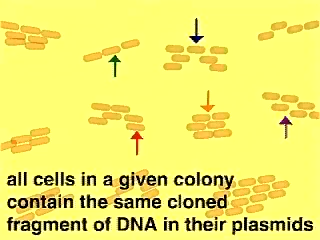 all cells in a given colony
contain the same cloned
fragment of DNA in their plasmids